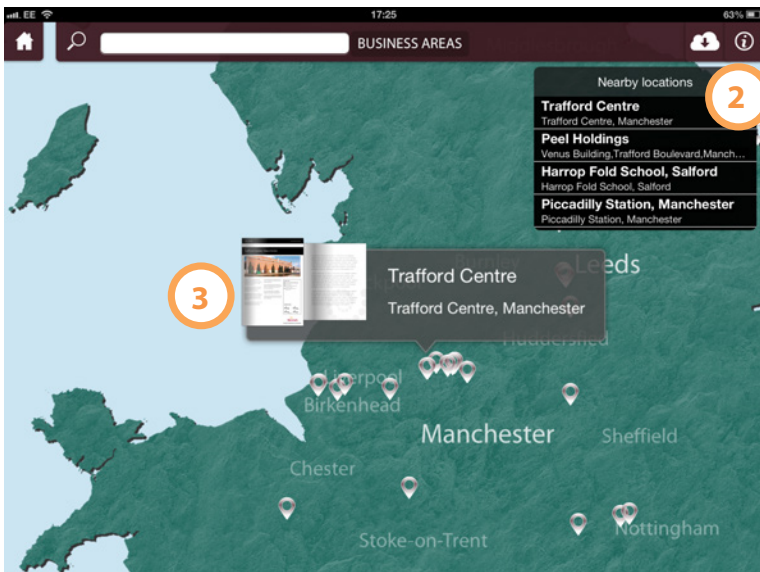 EE 17:25 63%
BUSINESS AREAS
Nearby locations
2
Trafford Centre
Trafford Centre, Manchester
Peel Holdings
Venus Building,Trafford Boulevard,Manch...
Harrop Fold School, Salford
Harrop Fold School, Salford
Piccadilly Station, Manchester
Piccadilly Station, Manchester
Burnley
Leeds
3
Trafford Centre
Trafford Centre, Manchester
Huddersfield
Liverpool
Birkenhead
Manchester
Sheffield
Chester
Nottingham
Stoke-on-Trent